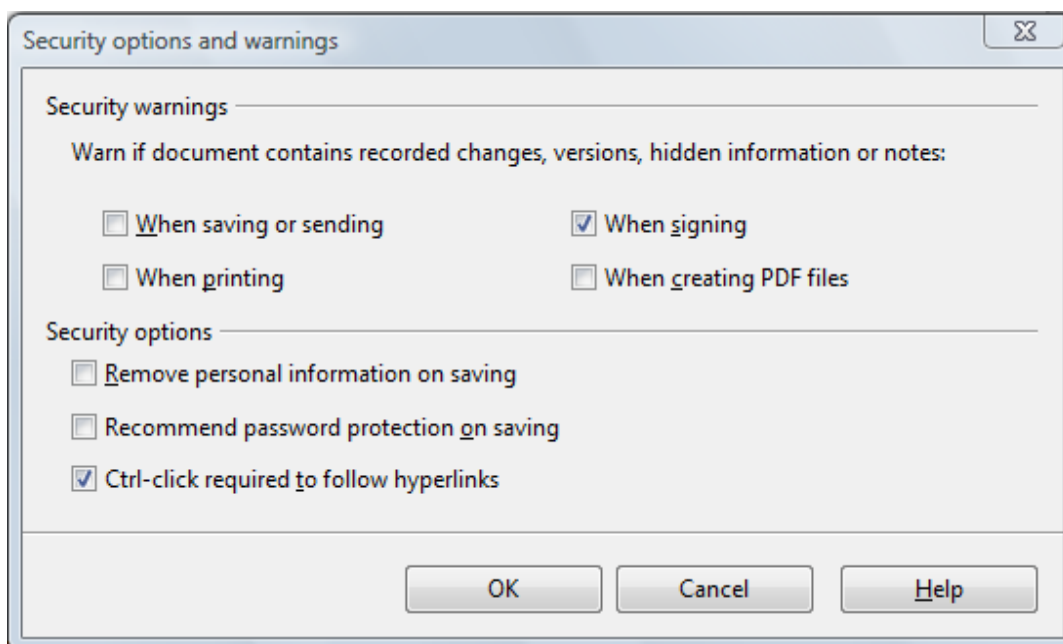 Security options and warnings
Security warnings
Warn if document contains recorded changes, versions, hidden information or notes:
When saving or sending
When signing
When printing
When creating PDF files
Security options
Remove personal information on saving
Recommend password protection on saving
Ctrl-click required to follow hyperlinks
OK
Cancel
Help